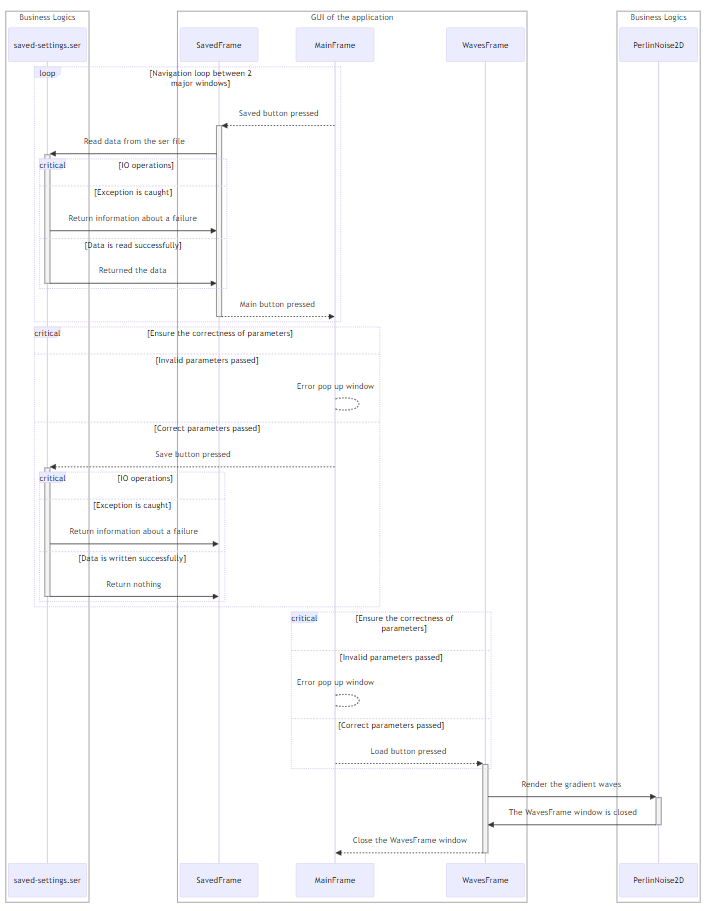 Business Logics
GUI of the application
Business Logics
saved-settings.ser
SavedFrame
MainFrame
WavesFrame
PerlinNoise2D
loop
[Navigation loop between 2
major windows]
Saved button pressed
Read data from the ser file
critical
[IO operations]
[Exception is caught]
Return information about a failure
[Data is read successfully]
Returned the data
Main button pressed
critical
[Ensure the correctness of parameters]
[Invalid parameters passed]
Error pop up window
[Correct parameters passed]
Save button pressed
critical
[IO operations]
[Exception is caught]
Return information about a failure
[Data is written successfully]
Return nothing
critical
[Ensure the correctness of
parameters]
[Invalid parameters passed]
Error pop up window
[Correct parameters passed]
Load button pressed
Render the gradient waves
The WavesFrame window is closed
Close the WavesFrame window
saved-settings.ser
SavedFrame
MainFrame
WavesFrame
PerlinNoise2D